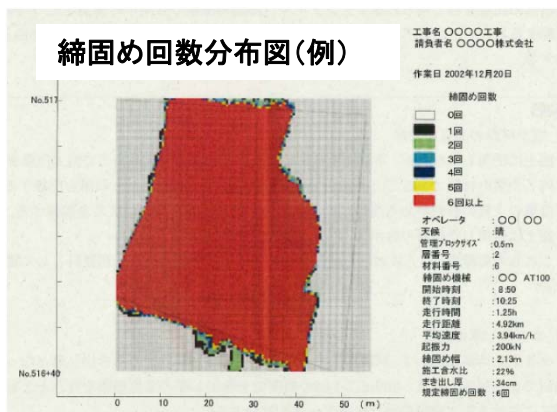 締固め回数分布図(例)
工事名 〇〇〇〇工事
請負者名 〇〇〇〇株式会社
作業日 2002年12月20日
締固め回数
0回
1回
2回
3回
4回
5回
6回以上
オペレータ :〇〇 〇〇
天候 :晴
管理ブロックサイズ :0.5m
層番号 :2
材料番号 :6
締固め機械 :〇〇 AT100
開始時刻 :8:50
終了時刻 :10:25
走行時間 :1.25h
走行距離 :4.92km
平均速度 :3.94km/h
起振力 :200kN
締固め幅 :2.13m
施工含水比 :22%
まき出し厚 :34cm
規定締固め回数 :6回
No.517
No.516+40
0 10 20 30 40 50 (m)